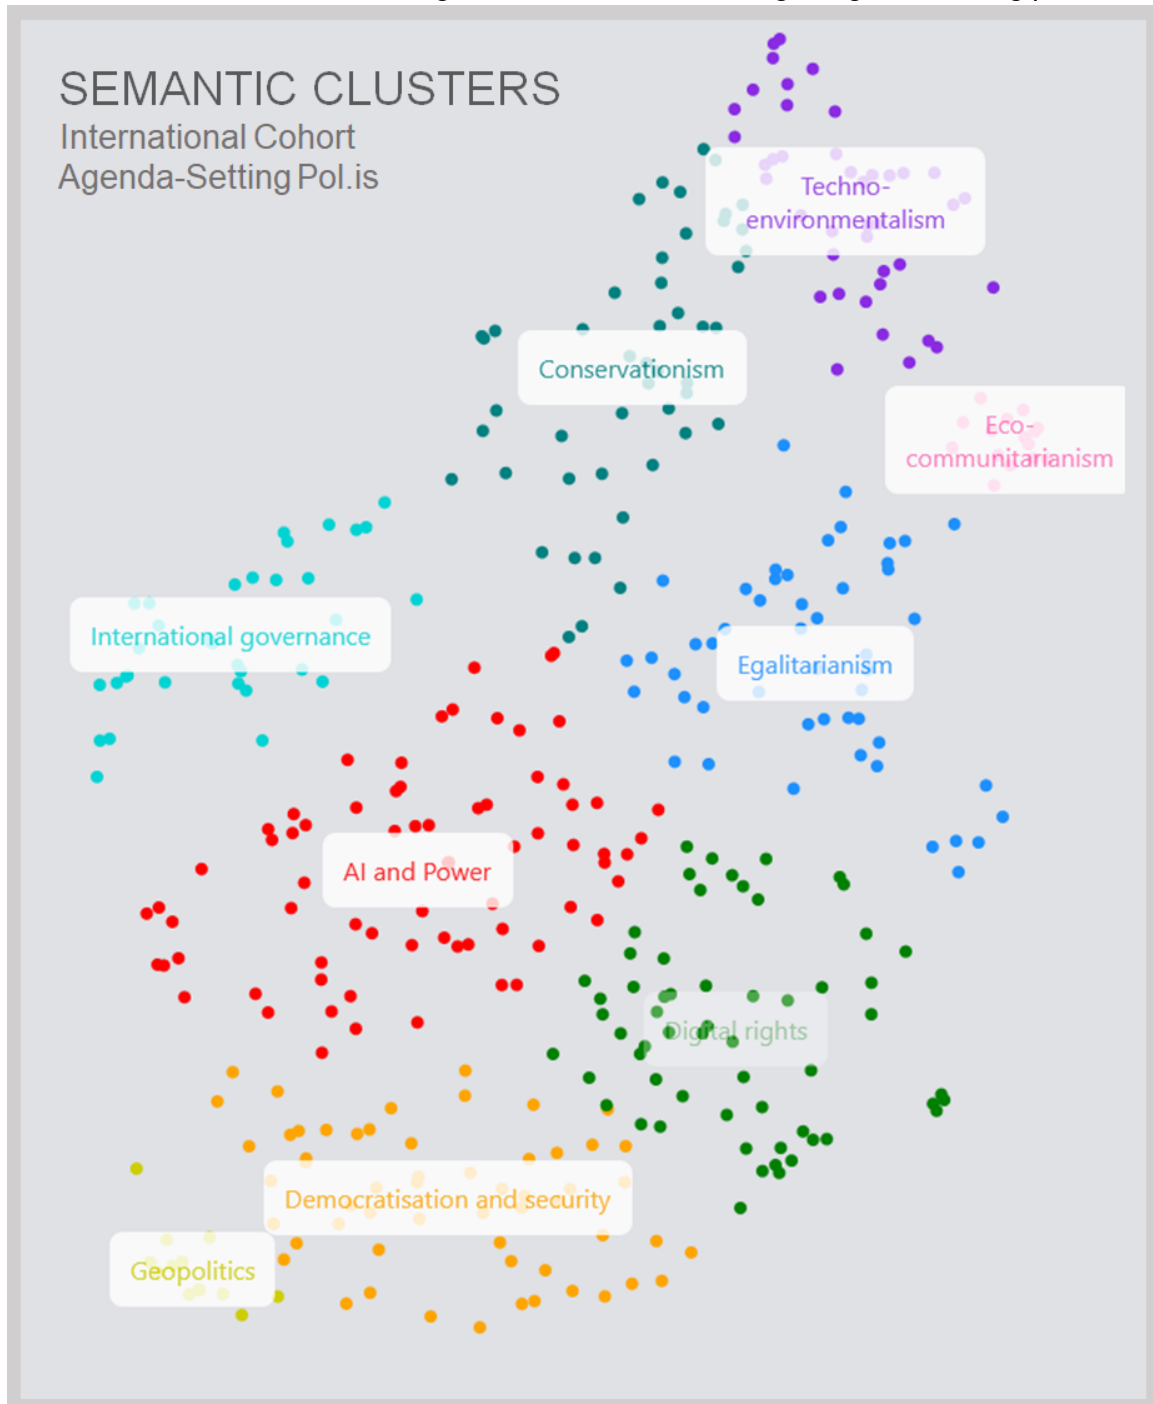 SEMANTIC CLUSTERS
International Cohort
Agenda-Setting Pol.is
Techno-
environmentalism
Conservationism
Eco-
communitarianism
International governance
Egalitarianism
AI and Power
Digital rights
Democratisation and security
Geopolitics